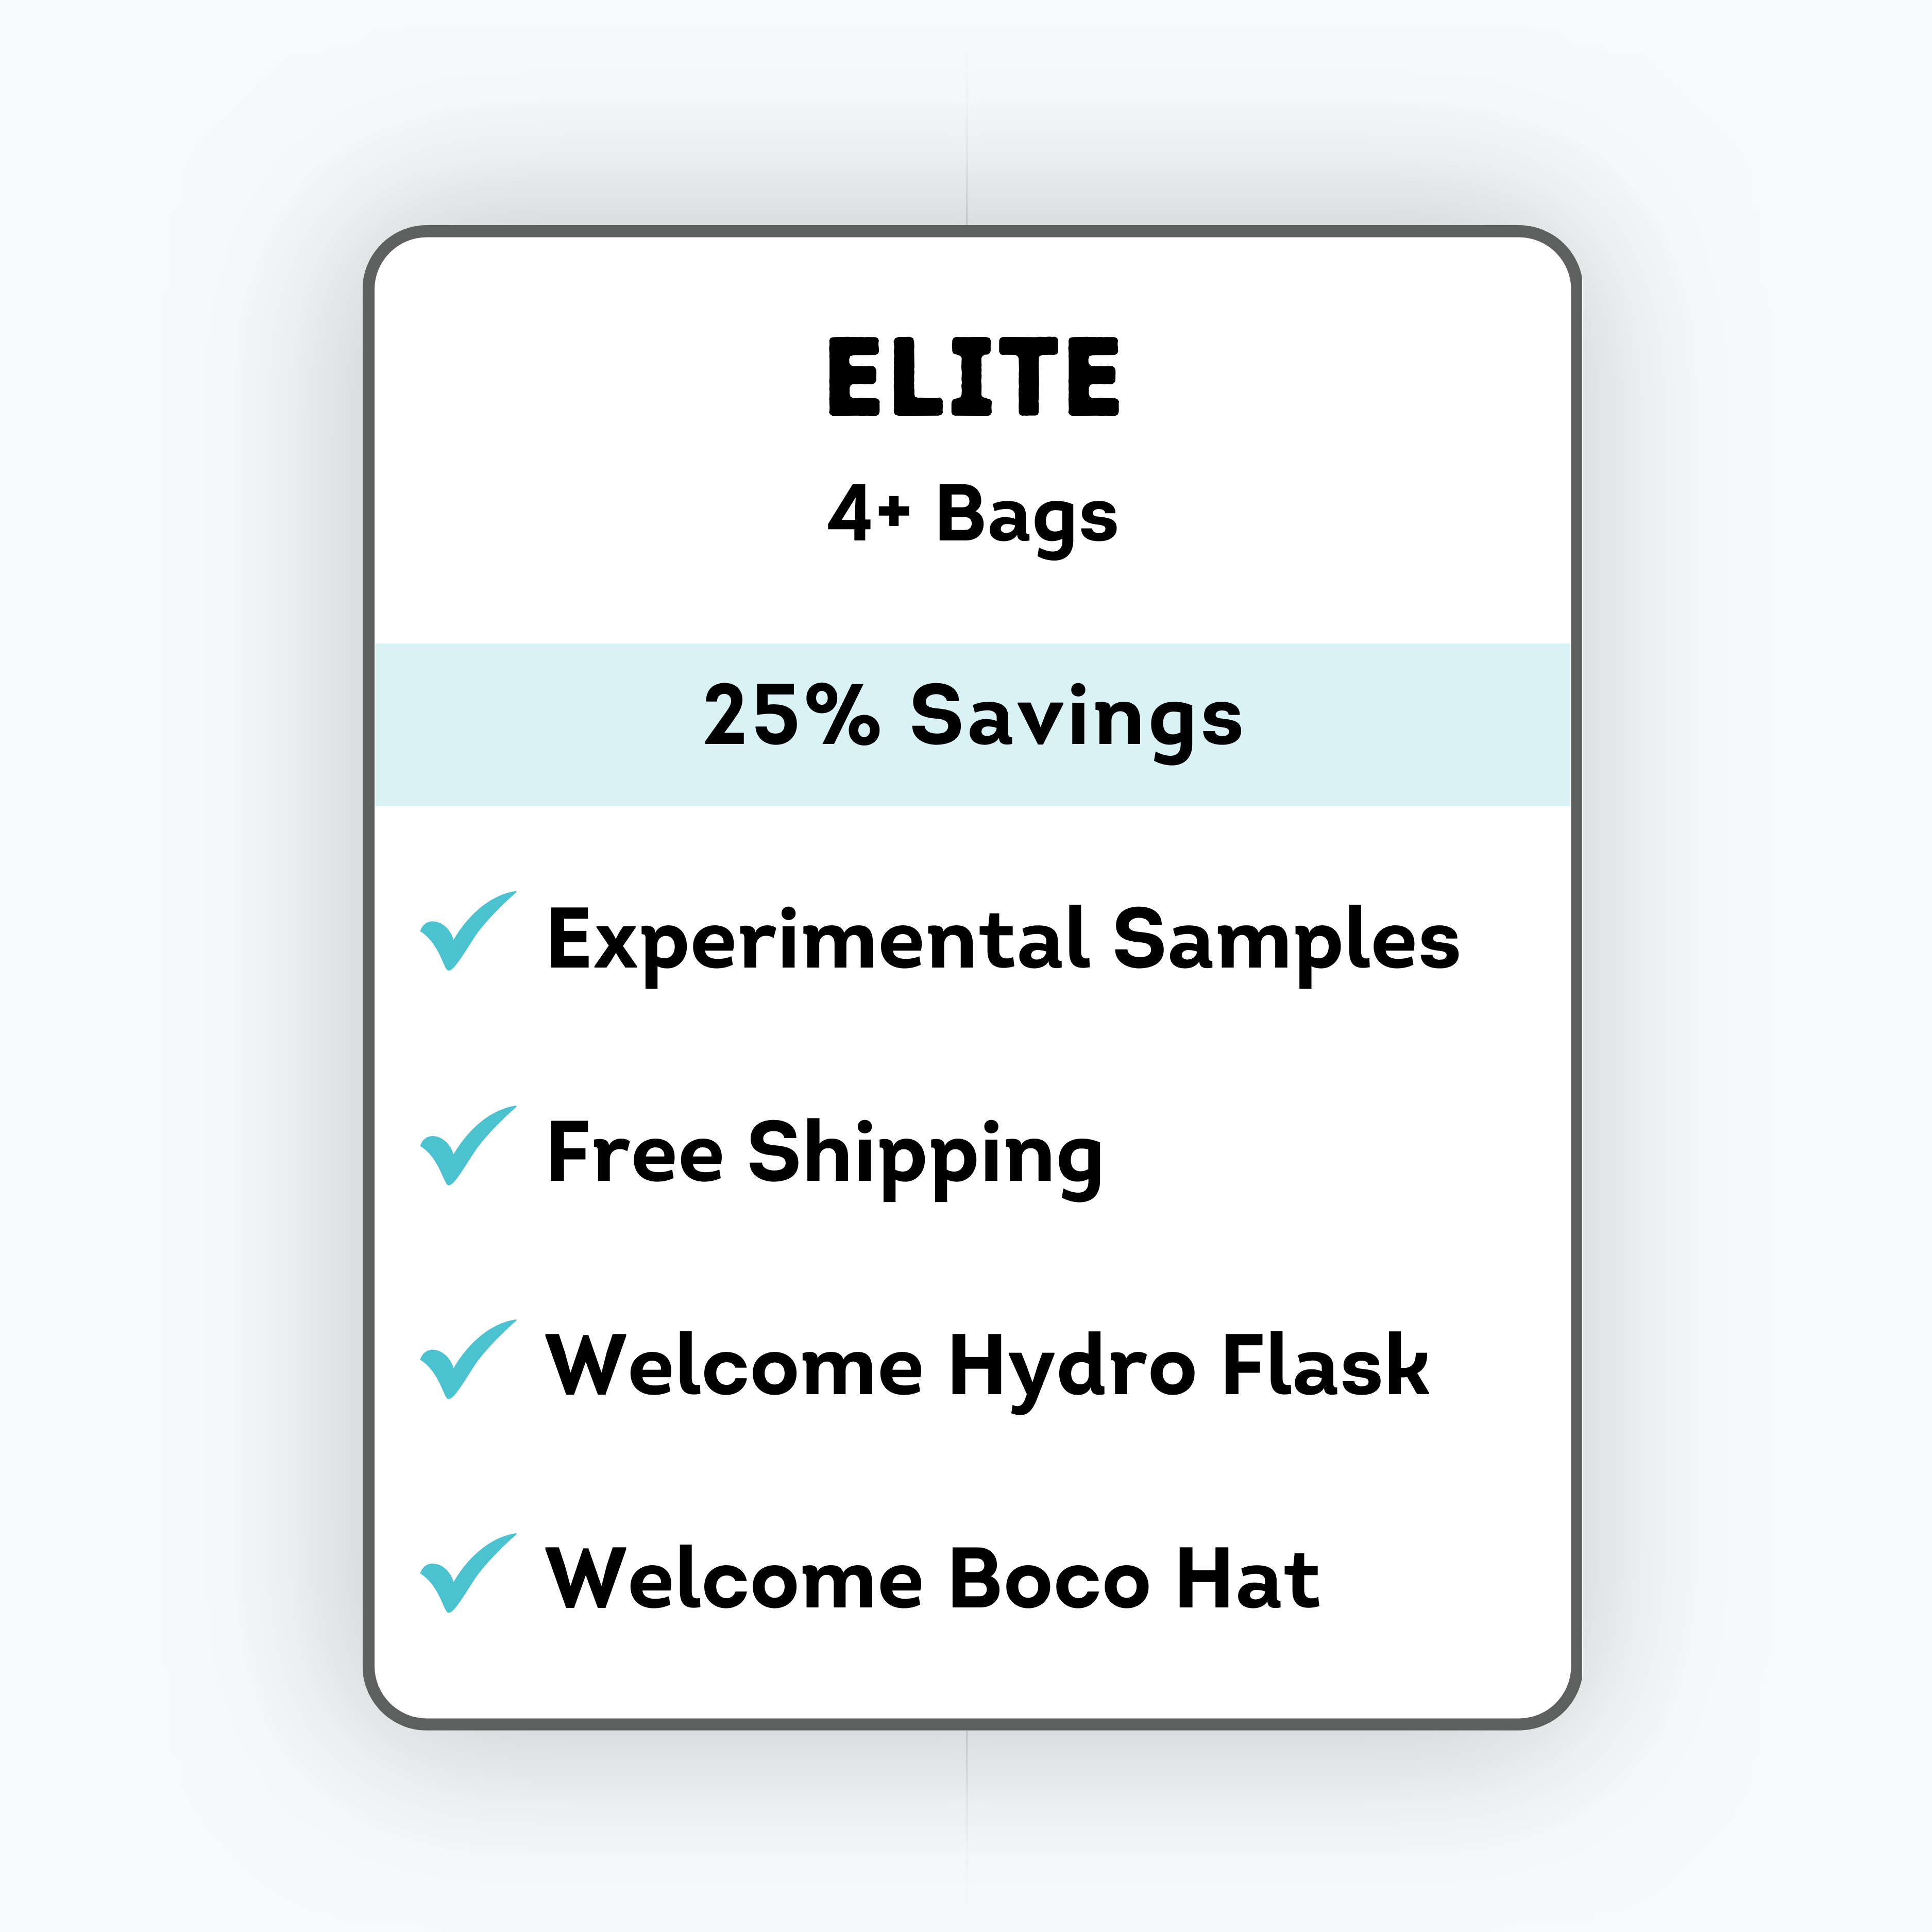 ELITE
4+ Bags
25% Savings
Experimental Samples
Free Shipping
Welcome Hydro Flask
Welcome Boco Hat